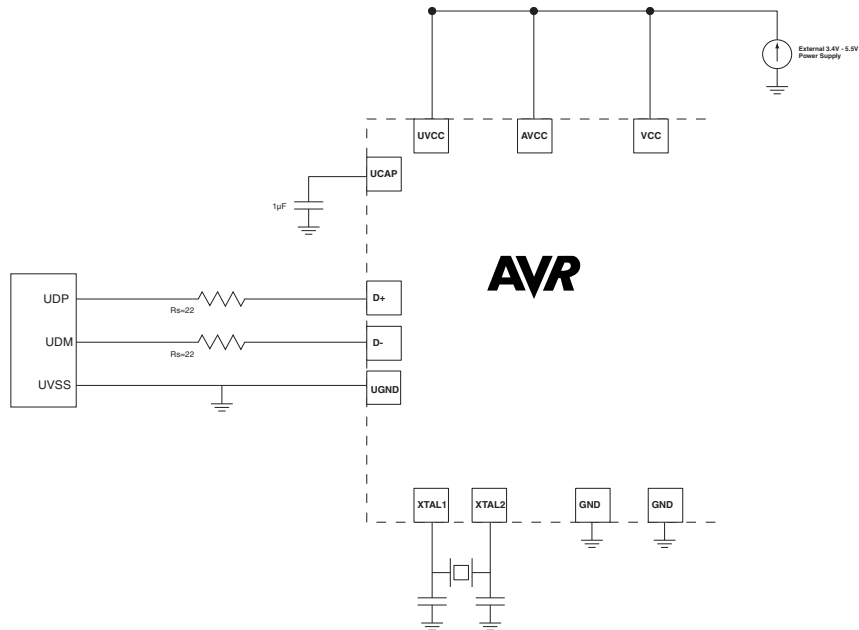 External 3.4V - 5.5V
Power Supply
UVCC
AVCC
VCC
UCAP
1µF
AVR
UDP
Rs=22
D+
UDM
Rs=22
D-
UVSS
UGND
XTAL1
XTAL2
GND
GND